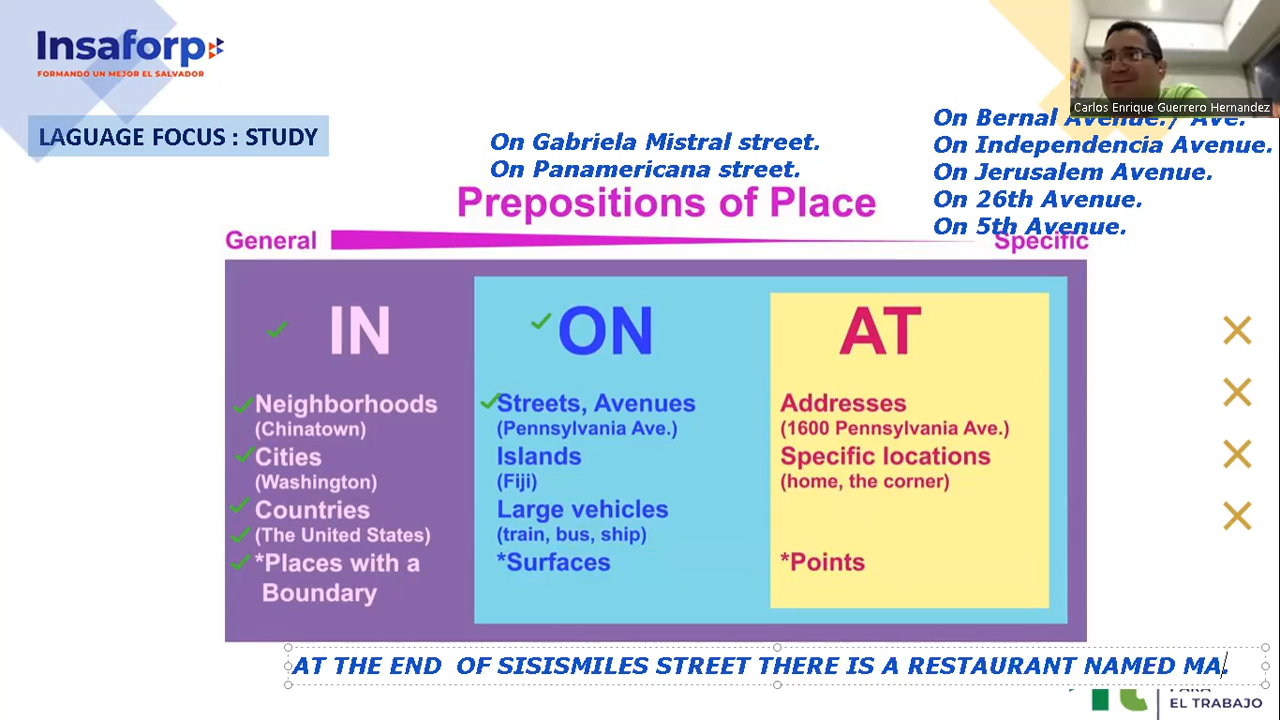 Insaforp
FORMANDO UN MEJOR EL SALVADOR
Carlos Enrique Guerrero Hernandez
LAGUAGE FOCUS : STUDY
On Gabriela Mistral street.
On Panamericana street.
On Bernal Avenue./ Ave.
On Independencia Avenue.
On Jerusalem Avenue.
On 26th Avenue.
On 5th Avenue.
Prepositions of Place
General
Specific
IN
Neighborhoods
(Chinatown)
Cities
(Washington)
Countries
(The United States)
*Places with a
Boundary
ON
Streets, Avenues
(Pennsylvania Ave.)
Islands
(Fiji)
Large vehicles
(train, bus, ship)
*Surfaces
AT
Addresses
(1600 Pennsylvania Ave.)
Specific locations
(home, the corner)
*Points
AT THE END OF SISISMILES STREET THERE IS A RESTAURANT NAMED MA
PARA
EL TRABAJO